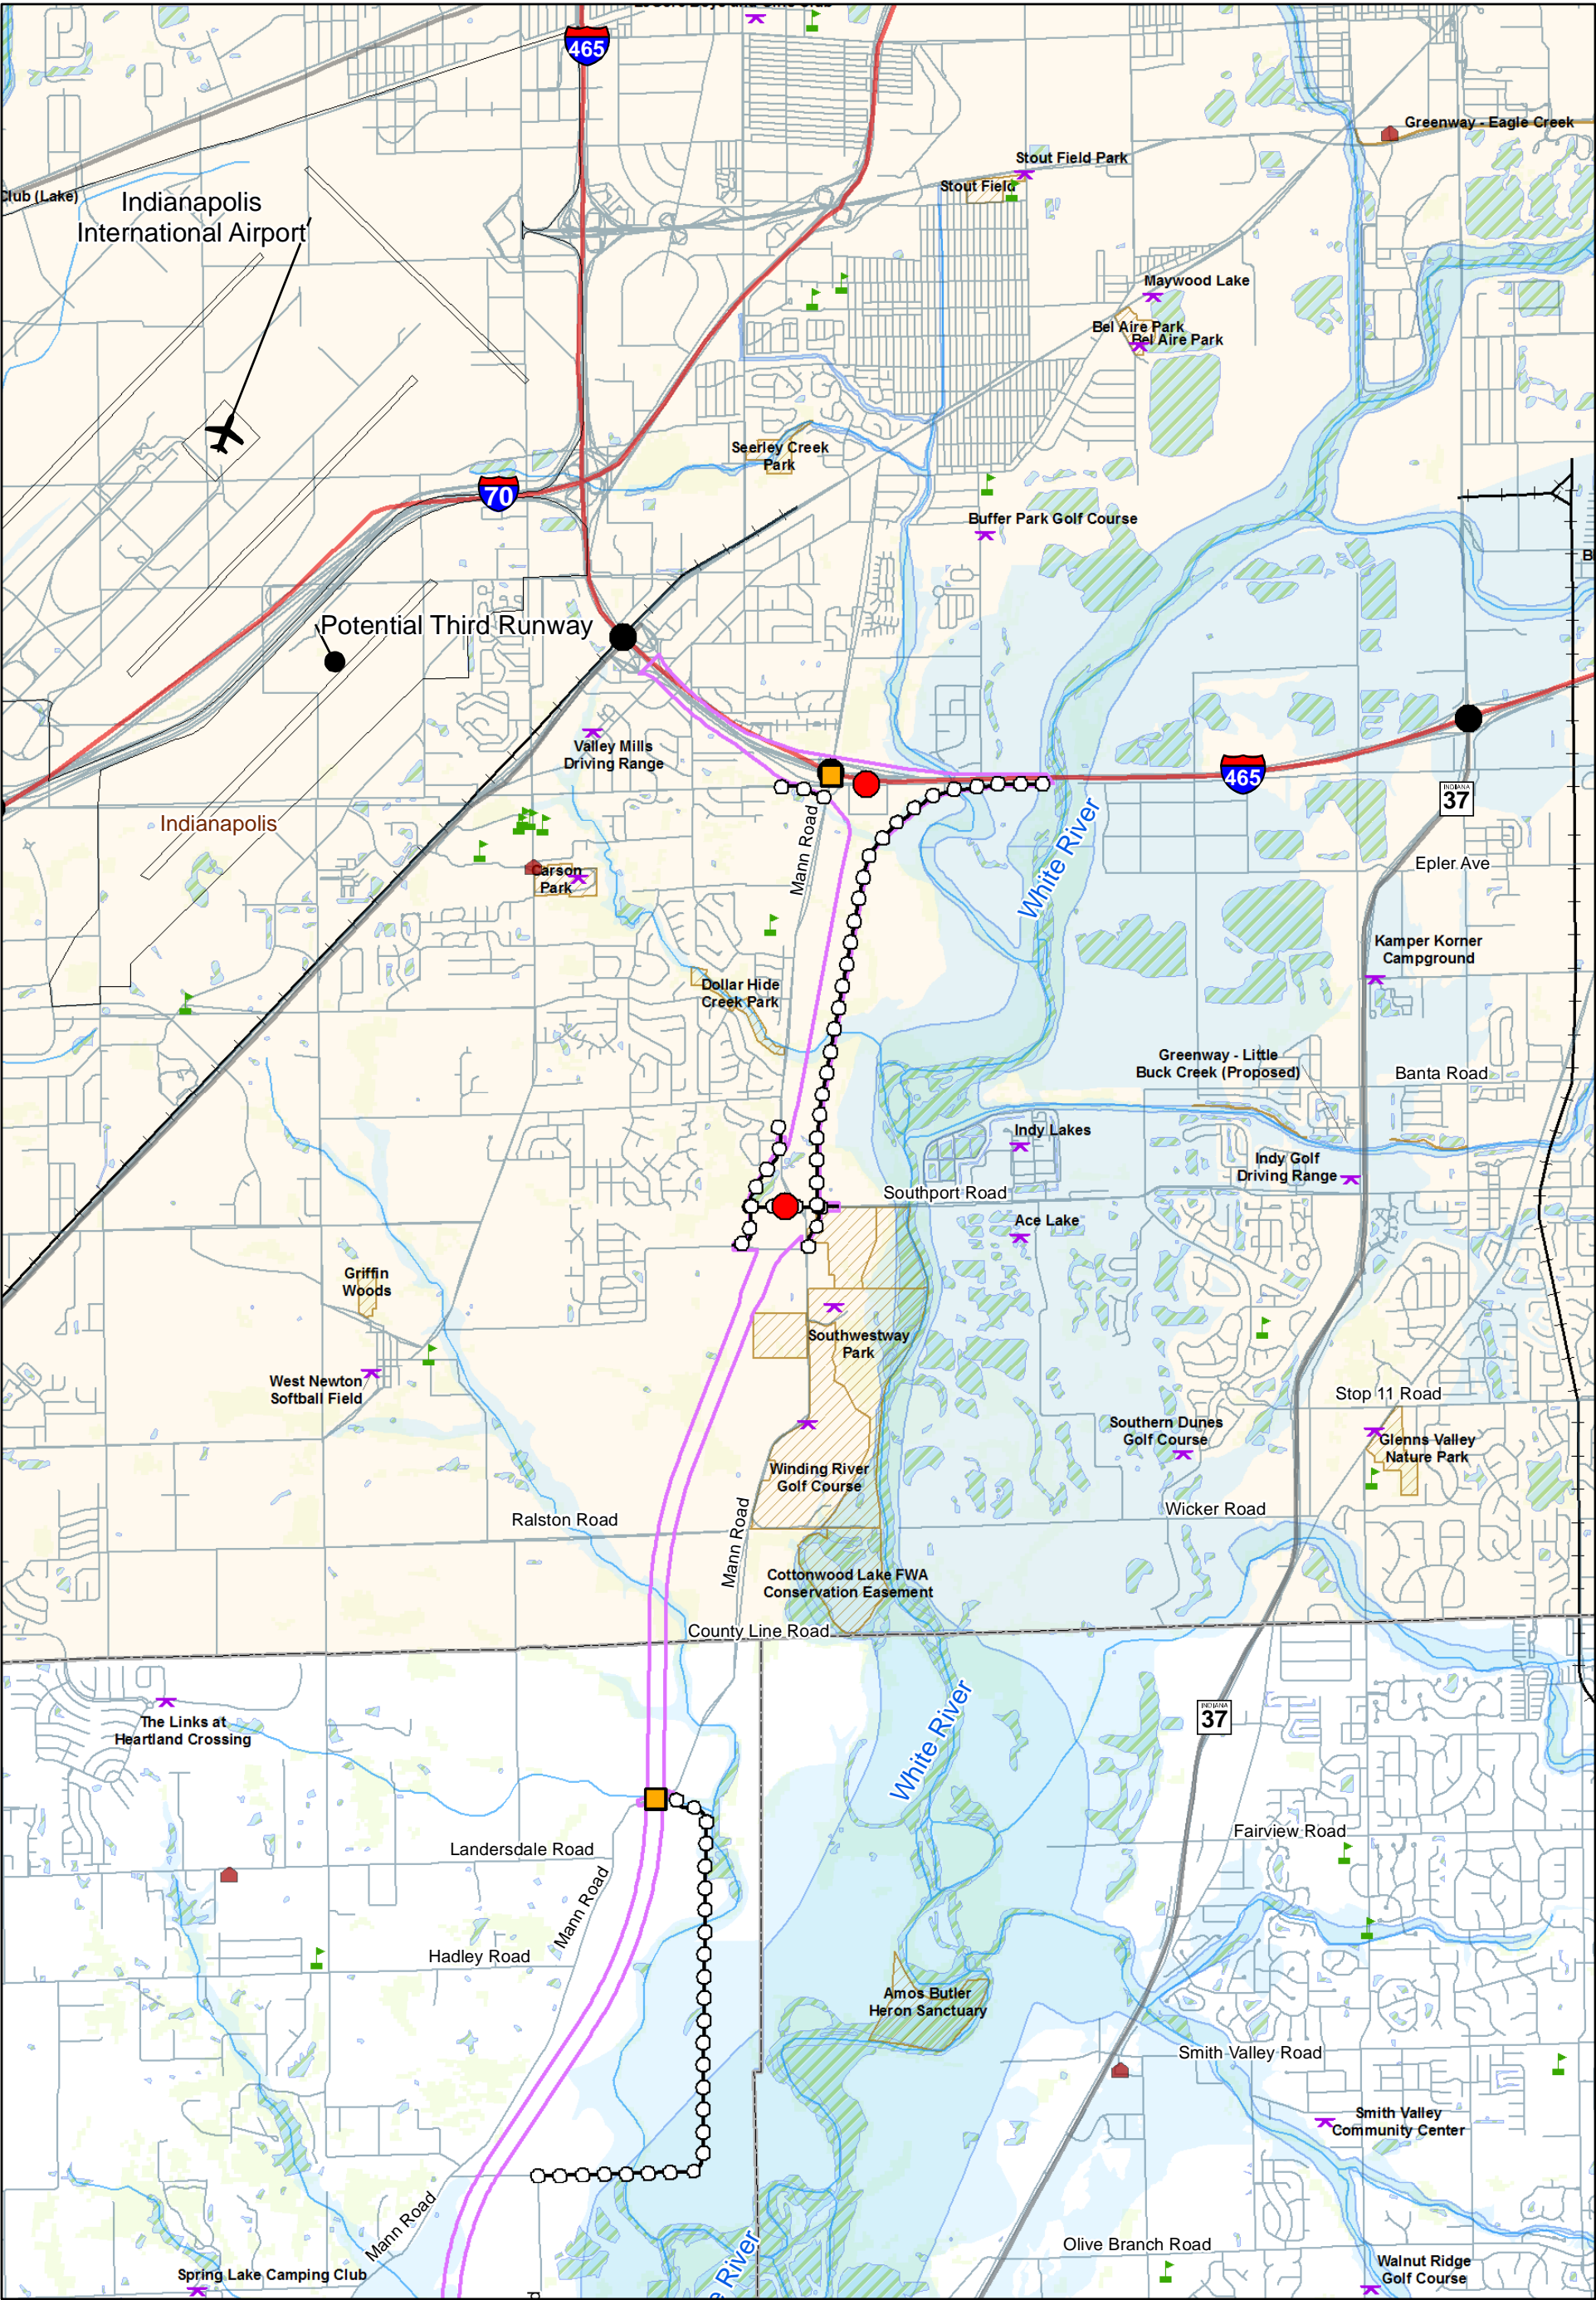 465
Greenway - Eagle Creek
Stout Field Park
Stout Field
Club (Lake)
Indianapolis
International Airport
Maywood Lake
Bel Aire Park
Bel Aire Park
Seerley Creek
Park
70
Buffer Park Golf Course
B
Potential Third Runway
Valley Mills
Driving Range
465
INDIANA
37
Indianapolis
Mann Road
White River
Epler Ave
Carson
Park
Kamper Korner
Campground
Dollar Hide
Creek Park
Greenway - Little
Buck Creek (Proposed)
Banta Road
Indy Lakes
Indy Golf
Driving Range
Southport Road
Ace Lake
Griffin
Woods
Southwestway
Park
West Newton
Softball Field
Stop 11 Road
Southern Dunes
Golf Course
Glenns Valley
Nature Park
Winding River
Golf Course
Ralston Road
Mann Road
Wicker Road
Cottonwood Lake FWA
Conservation Easement
County Line Road
The Links at
Heartland Crossing
White River
INDIANA
37
Landersdale Road
Fairview Road
Mann Road
Hadley Road
Amos Butler
Heron Sanctuary
Smith Valley Road
Smith Valley
Community Center
Mann Road
Olive Branch Road
Spring Lake Camping Club
Walnut Ridge
Golf Course
e River